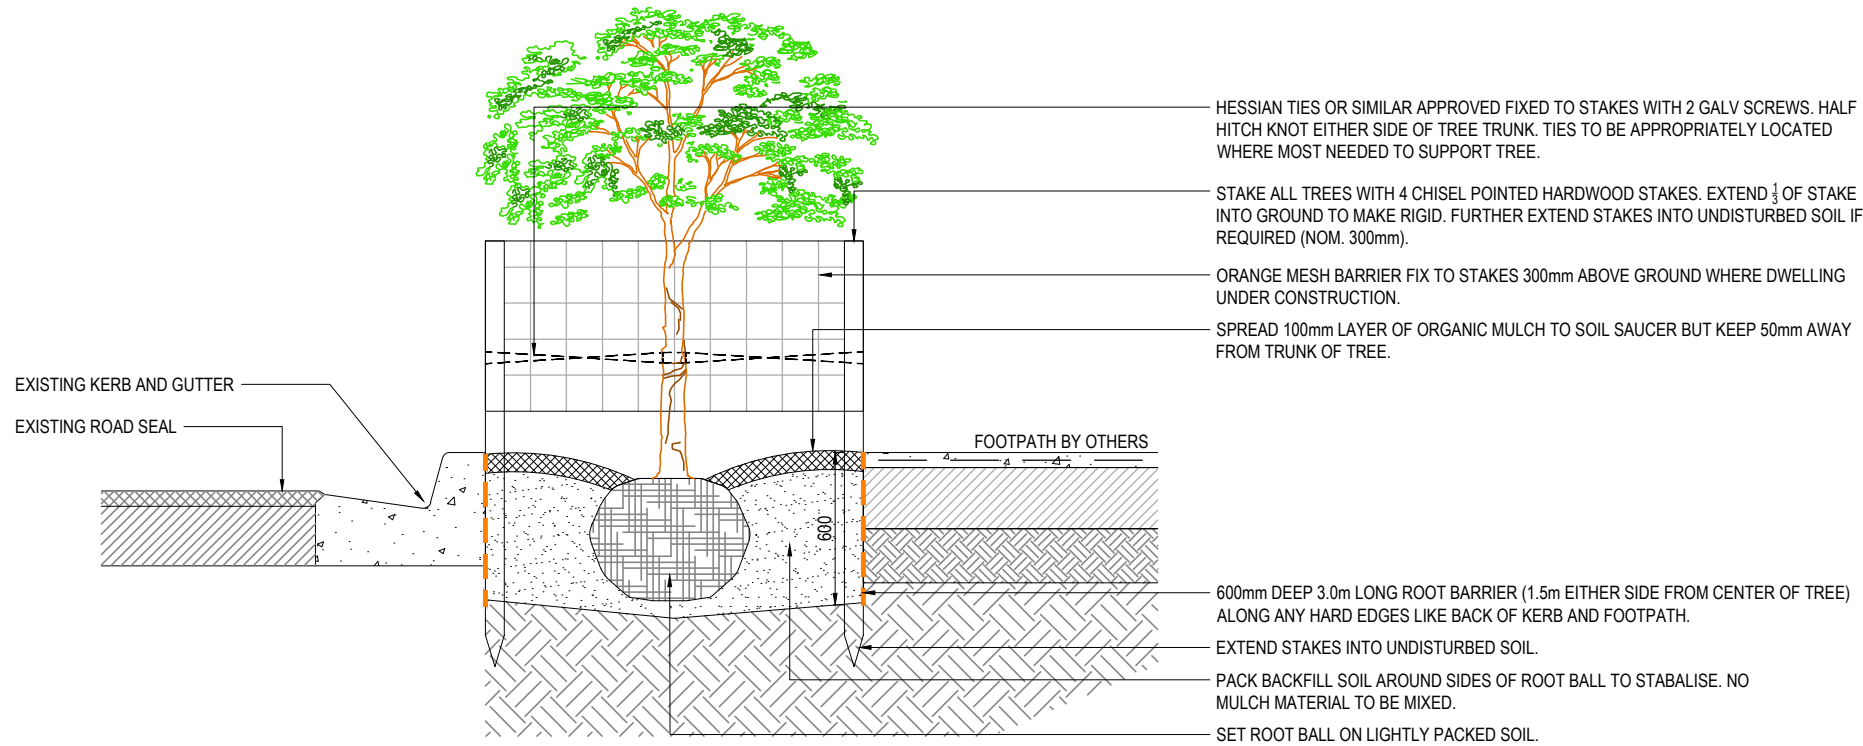 HESSIAN TIES OR SIMILAR APPROVED FIXED TO STAKES WITH 2 GALV SCREWS. HALF
HITCH KNOT EITHER SIDE OF TREE TRUNK. TIES TO BE APPROPRIATELY LOCATED
WHERE MOST NEEDED TO SUPPORT TREE.
STAKE ALL TREES WITH 4 CHISEL POINTED HARDWOOD STAKES. EXTEND 1/3 OF STAKE
INTO GROUND TO MAKE RIGID. FURTHER EXTEND STAKES INTO UNDISTURBED SOIL IF
REQUIRED (NOM. 300mm).
ORANGE MESH BARRIER FIX TO STAKES 300mm ABOVE GROUND WHERE DWELLING
UNDER CONSTRUCTION.
SPREAD 100mm LAYER OF ORGANIC MULCH TO SOIL SAUCER BUT KEEP 50mm AWAY
FROM TRUNK OF TREE.
EXISTING KERB AND GUTTER
EXISTING ROAD SEAL
FOOTPATH BY OTHERS
600
600mm DEEP 3.0m LONG ROOT BARRIER (1.5m EITHER SIDE FROM CENTER OF TREE)
ALONG ANY HARD EDGES LIKE BACK OF KERB AND FOOTPATH.
EXTEND STAKES INTO UNDISTURBED SOIL.
PACK BACKFILL SOIL AROUND SIDES OF ROOT BALL TO STABALISE. NO
MULCH MATERIAL TO BE MIXED.
SET ROOT BALL ON LIGHTLY PACKED SOIL.